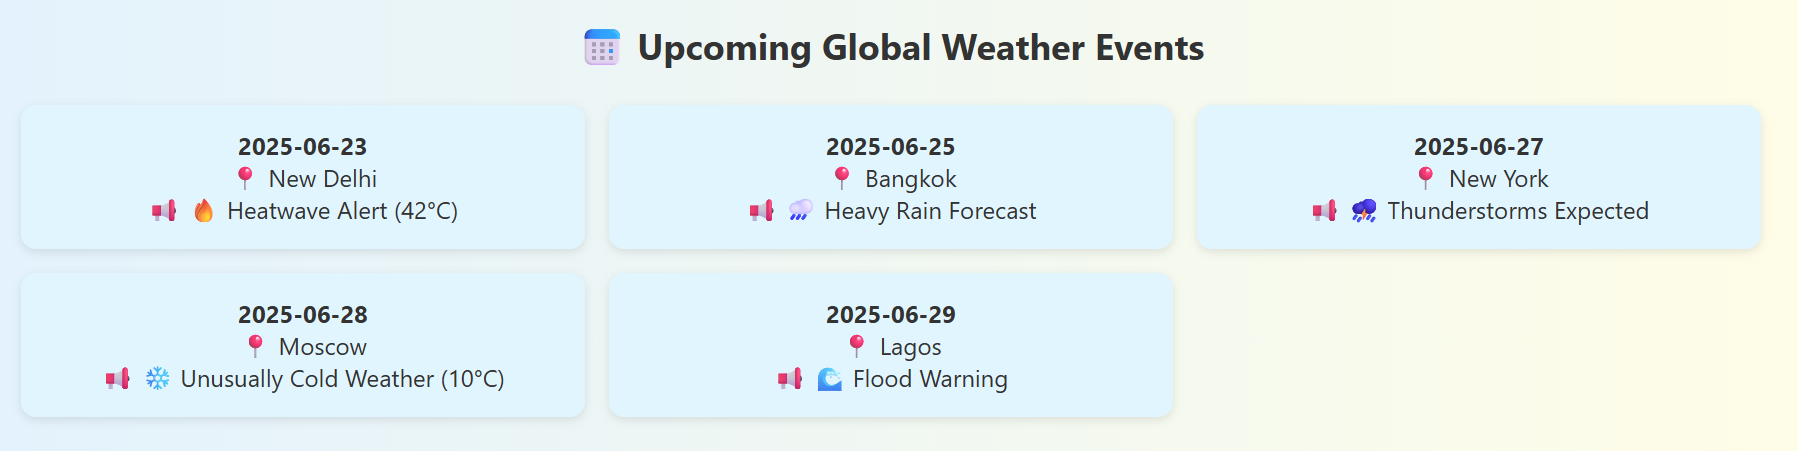 Upcoming Global Weather Events
2025-06-23
New Delhi
Heatwave Alert (42°C)
2025-06-25
Bangkok
Heavy Rain Forecast
2025-06-27
New York
Thunderstorms Expected
2025-06-28
Moscow
Unusually Cold Weather (10°C)
2025-06-29
Lagos
Flood Warning